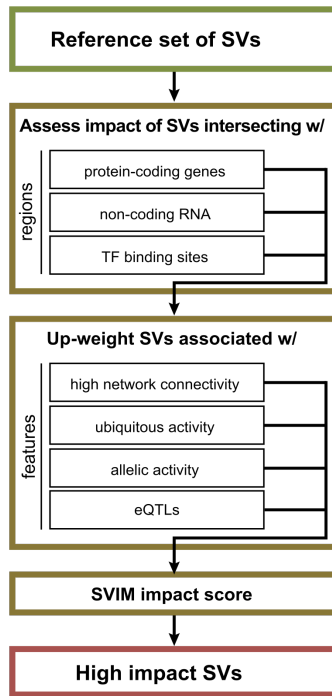 Reference set of SVs
Assess impact of SVs intersecting w/
regions
protein-coding genes
non-coding RNA
TF binding sites
Up-weight SVs associated w/
features
high network connectivity
ubiquitous activity
allelic activity
eQTLs
SVIM impact score
High impact SVs